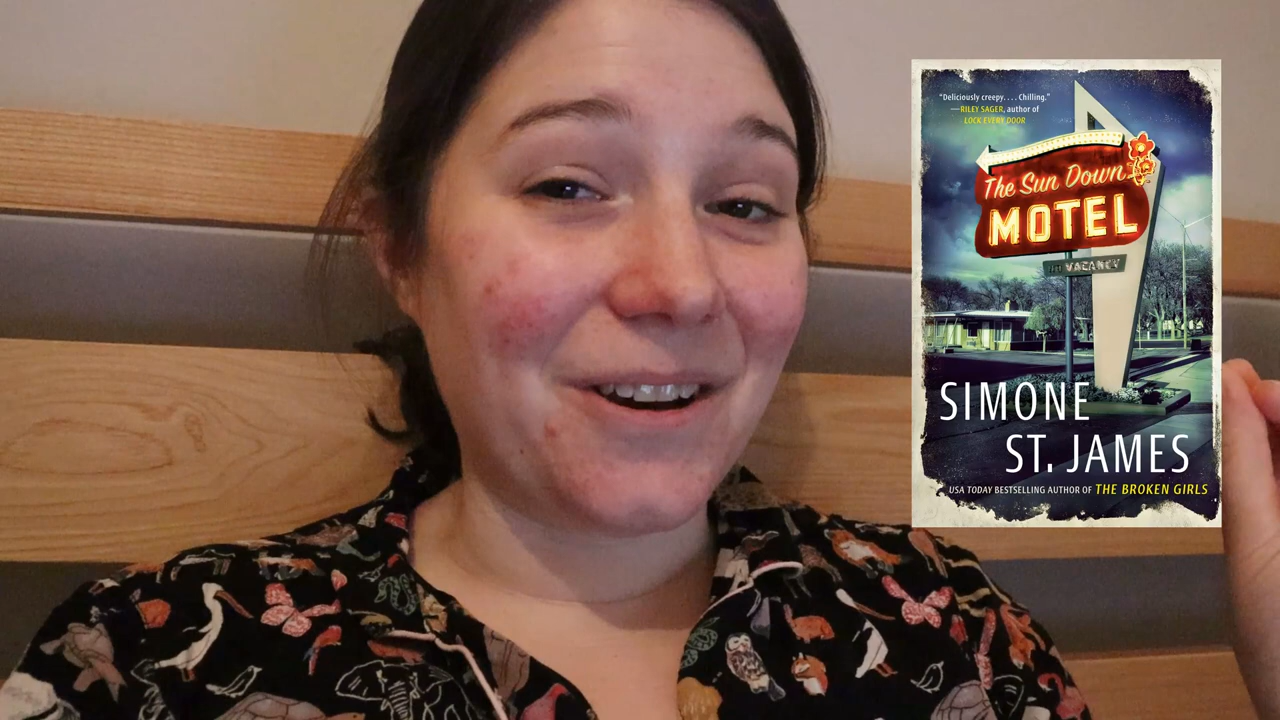 “Deliciously creepy.... Chilling.”
—RILEY SAGER, author of
LOCK EVERY DOOR
The Sun Down
MOTEL
NO VACANCY
SIMONE
ST. JAMES
USA TODAY BESTSELLING AUTHOR OF THE BROKEN GIRLS